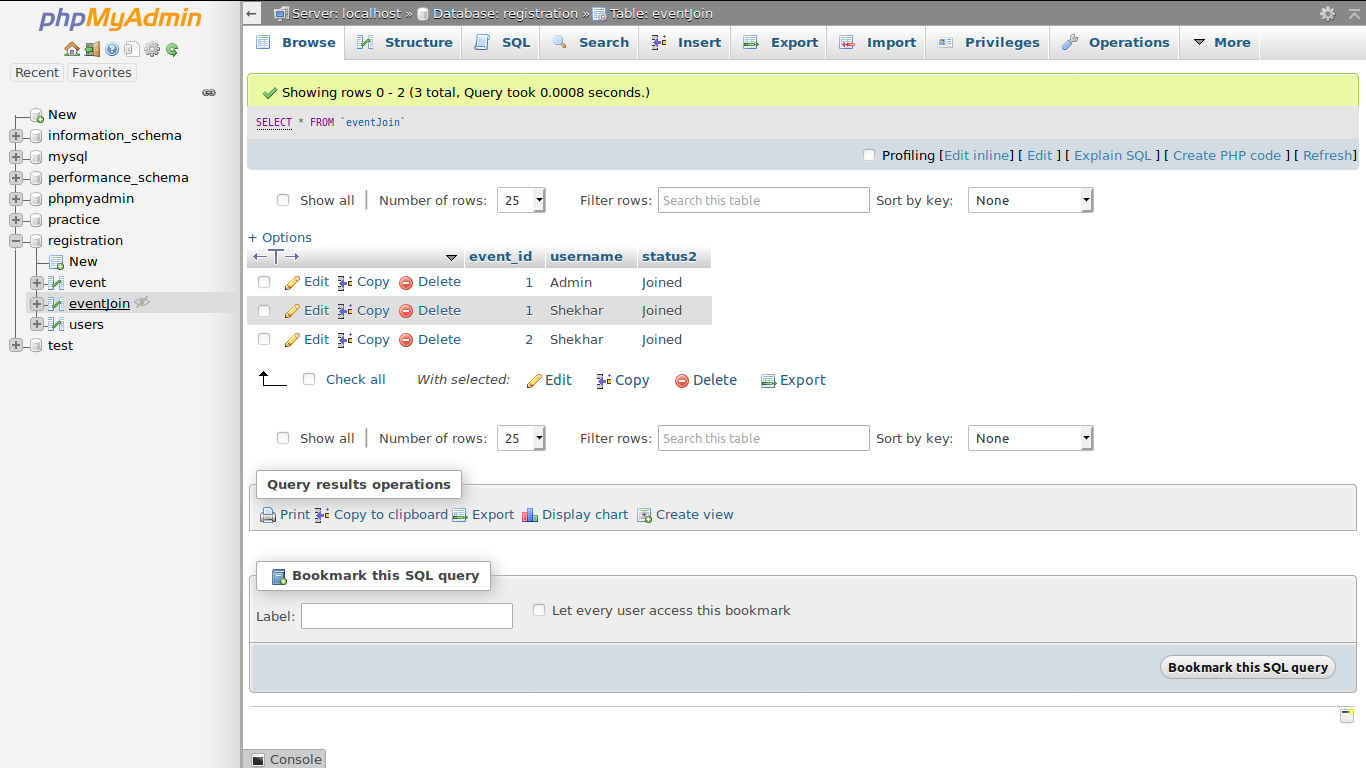 phpMyAdmin
Recent Favorites
New
information_schema
mysql
performance_schema
phpmyadmin
practice
registration
New
event
eventJoin
users
test
Server: localhost » Database: registration » Table: eventJoin
Browse Structure SQL Search Insert Export Import Privileges Operations More
Showing rows 0 - 2 (3 total, Query took 0.0008 seconds.)
SELECT * FROM `eventJoin`
Profiling [Edit inline] [ Edit ] [ Explain SQL ] [ Create PHP code ] [ Refresh]
Show all | Number of rows: 25 Filter rows: Search this table Sort by key: None
+ Options
←T→ event_id username status2
Edit Copy Delete 1 Admin Joined
Edit Copy Delete 1 Shekhar Joined
Edit Copy Delete 2 Shekhar Joined
Check all With selected: Edit Copy Delete Export
Show all | Number of rows: 25 Filter rows: Search this table Sort by key: None
Query results operations
Print Copy to clipboard Export Display chart Create view
Bookmark this SQL query
Label: Let every user access this bookmark
Bookmark this SQL query
Console